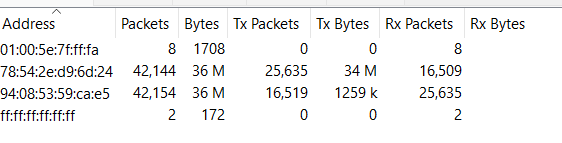 Address Packets Bytes Tx Packets Tx Bytes Rx Packets Rx Bytes
01:00:5e:7f:ff:fa 8 1708 0 0 8
78:54:2e:d9:6d:24 42,144 36 M 25,635 34 M 16,509
94:08:53:59:ca:e5 42,154 36 M 16,519 1259 k 25,635
ff:ff:ff:ff:ff:ff 2 172 0 0 2